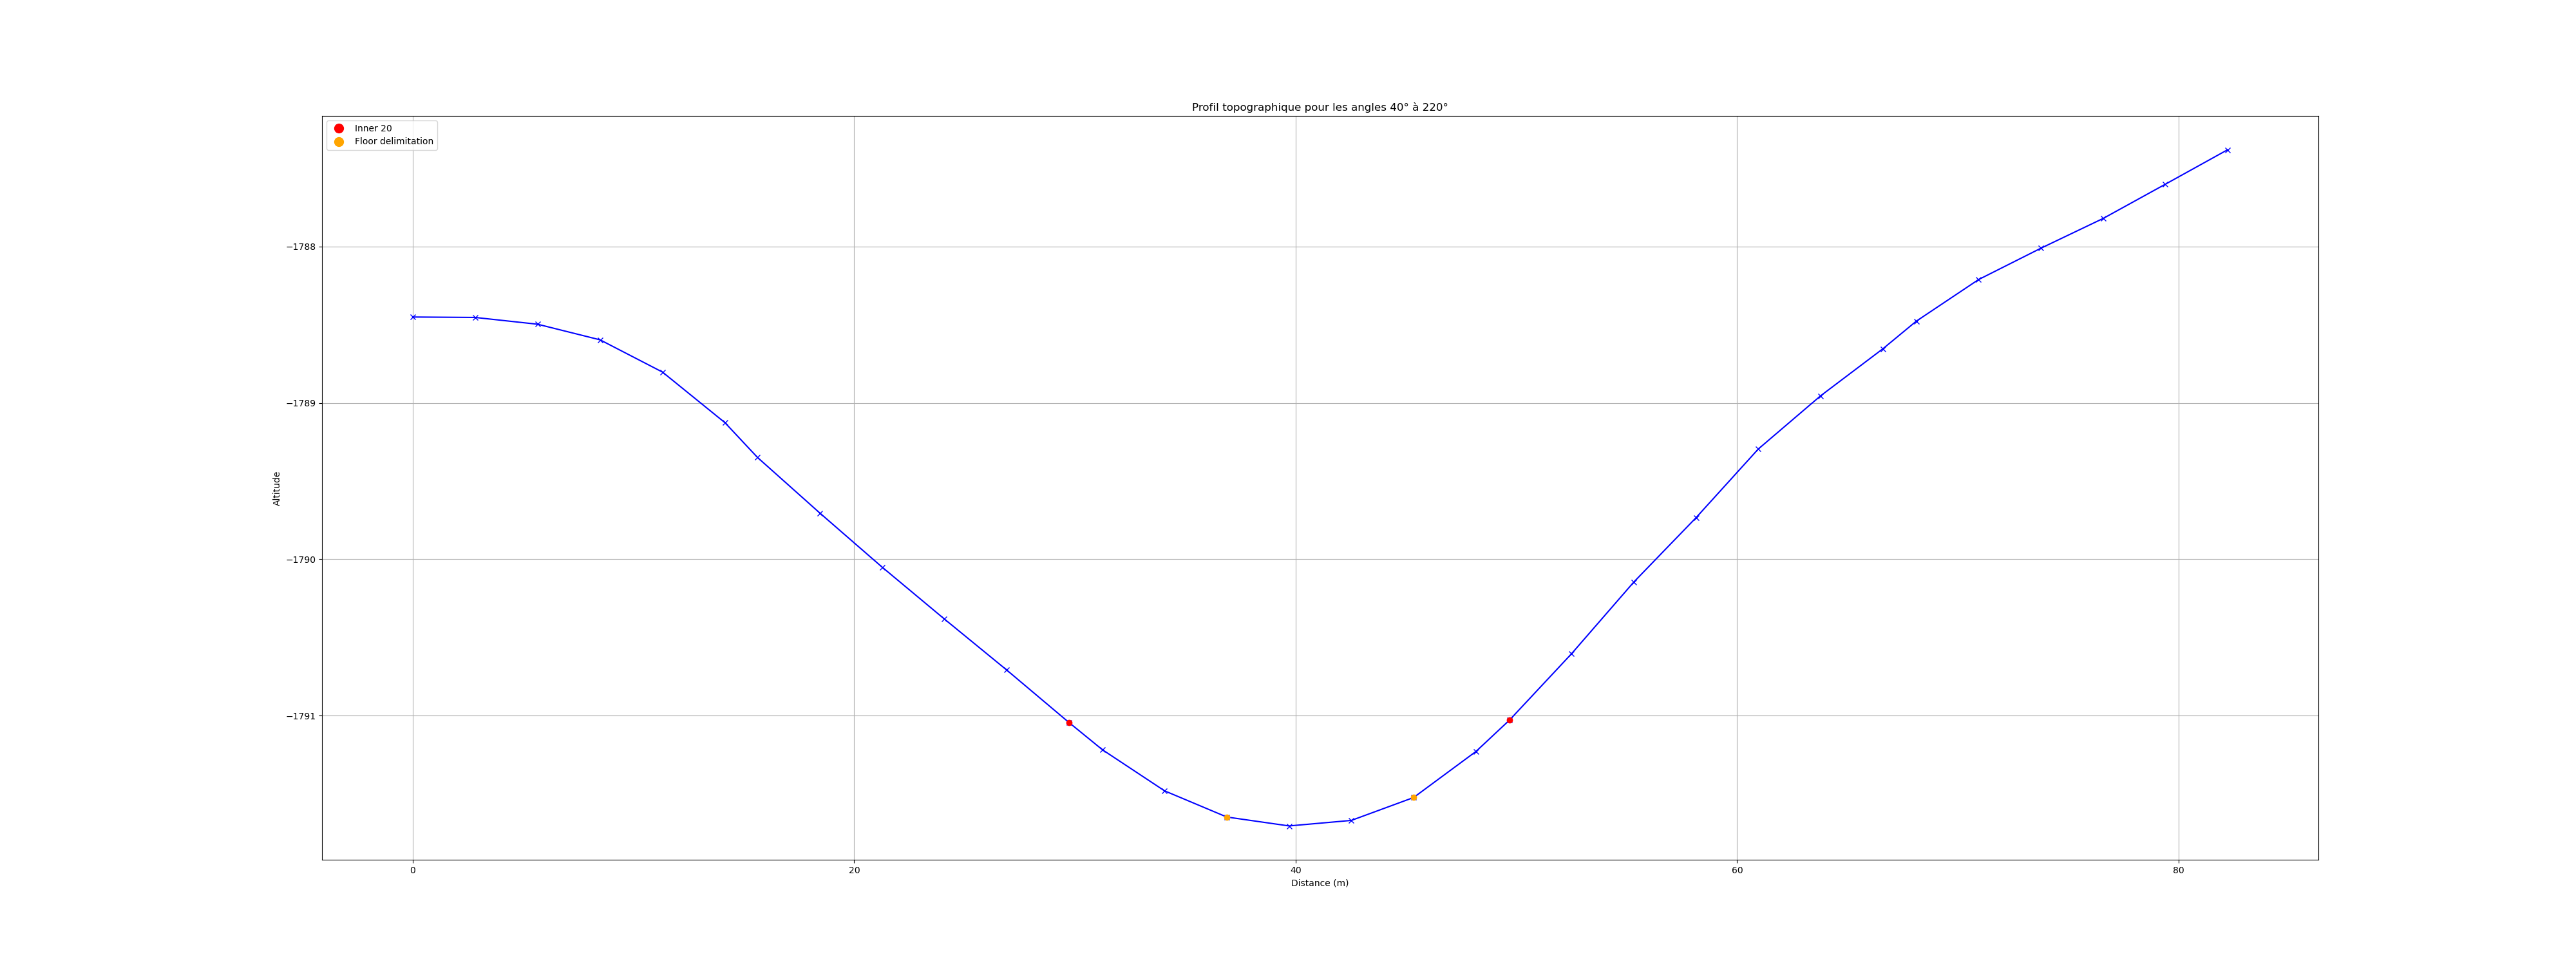 Profil topographique pour les angles 40° à 220°
Inner 20
Floor delimitation
−1788
−1789
−1790
−1791
Altitude
0
20
40
60
80
Distance (m)